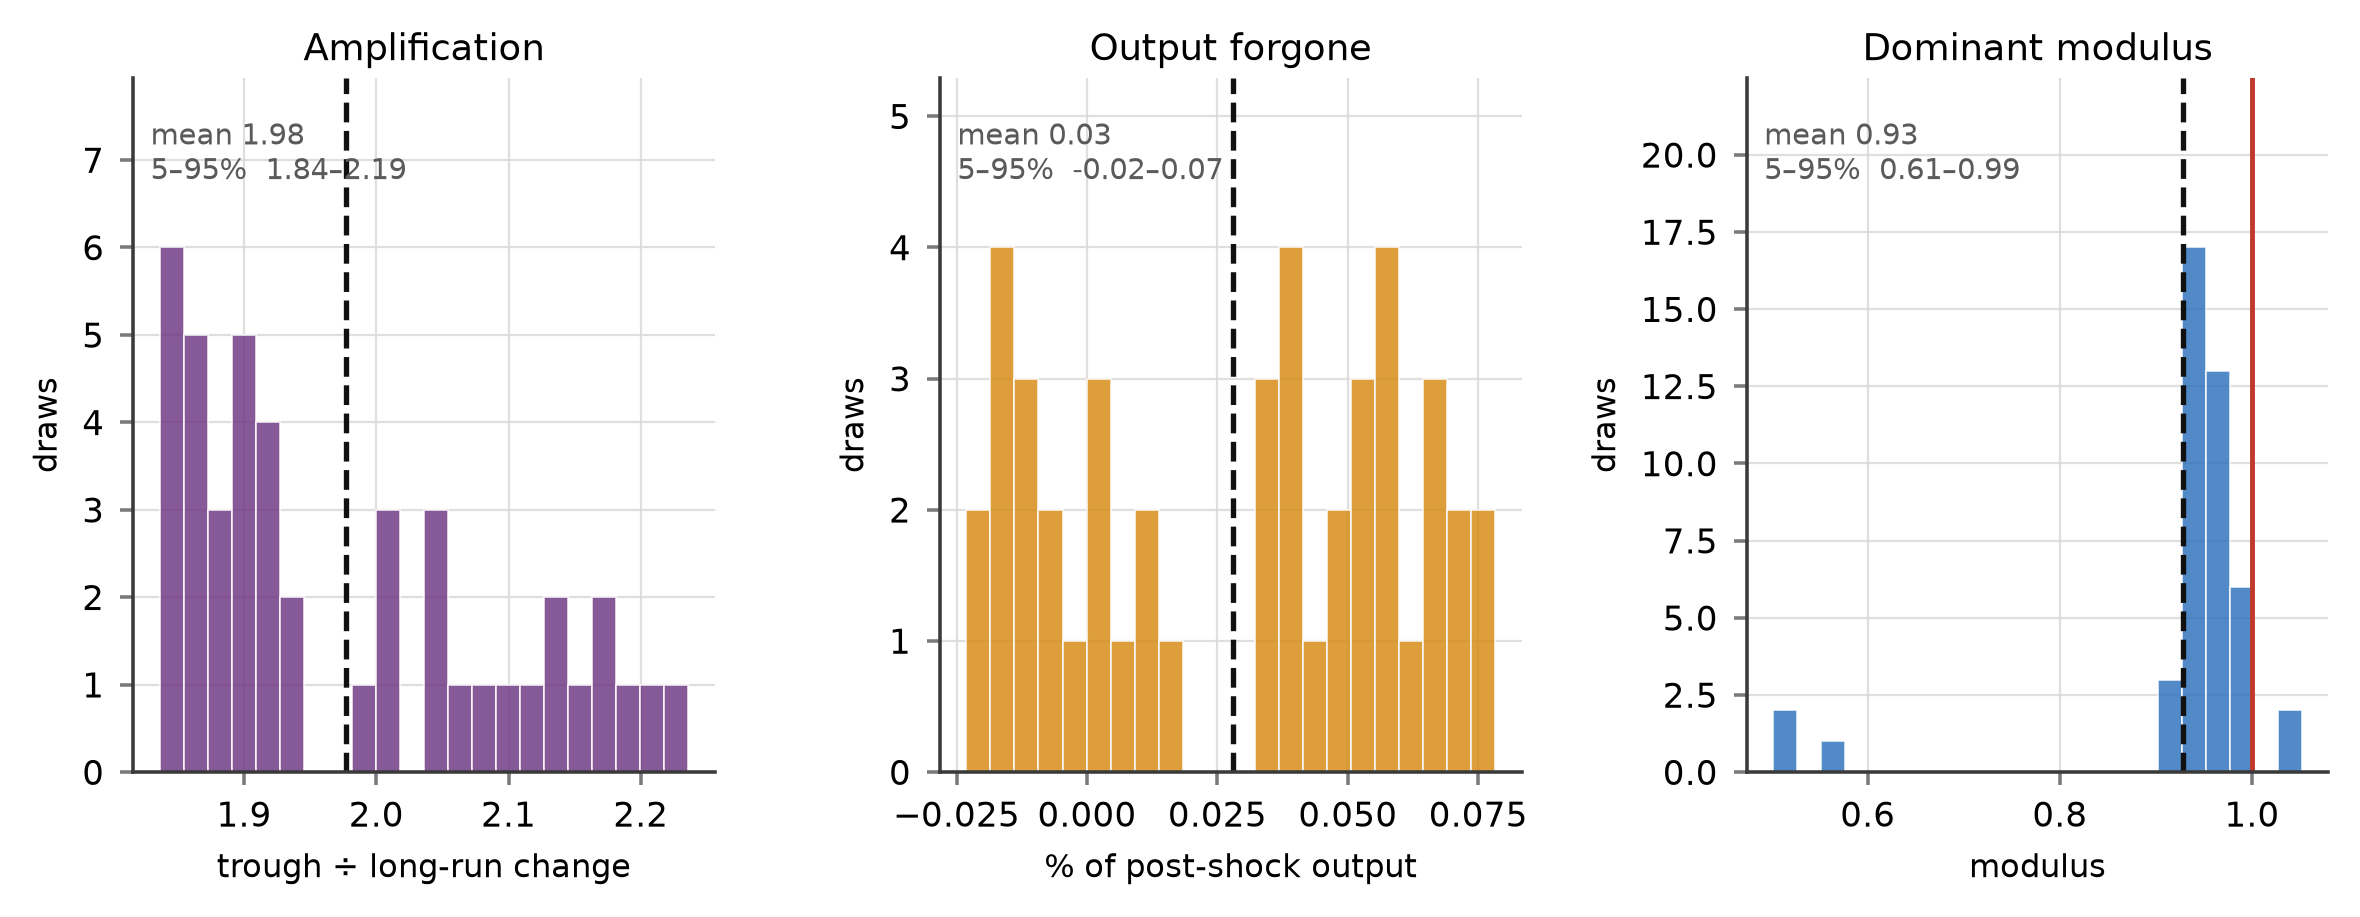 Amplification
mean 1.98
5–95%  1.84–2.19
draws
7
6
5
4
3
2
1
0
1.9 2.0 2.1 2.2
trough ÷ long-run change
Output forgone
mean 0.03
5–95%  -0.02–0.07
draws
5
4
3
2
1
0
−0.025 0.000 0.025 0.050 0.075
% of post-shock output
Dominant modulus
mean 0.93
5–95%  0.61–0.99
draws
20.0
17.5
15.0
12.5
10.0
7.5
5.0
2.5
0.0
0.6 0.8 1.0
modulus